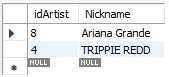 idArtist Nickname
8 Ariana Grande
4 TRIPPIE REDD
NULL NULL